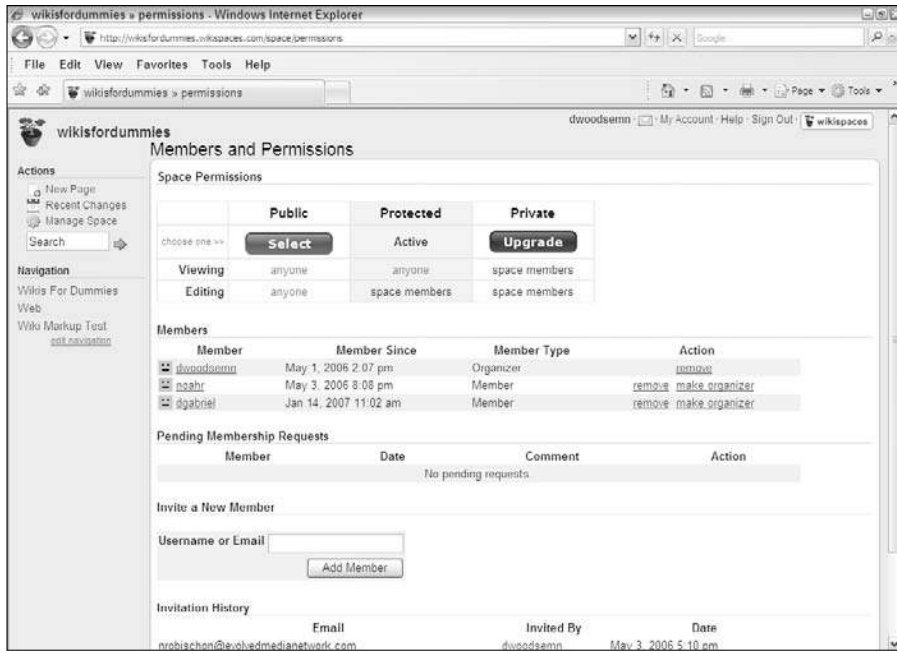 wikisfordummies » permissions - Windows Internet Explorer
http://wikisfordummies.wikispaces.com/space/permissions
Google
File Edit View Favorites Tools Help
wikisfordummies » permissions
Page Tools
dwoodsemn · My Account · Help · Sign Out · wikispaces
wikisfordummies
Members and Permissions
Actions
New Page
Recent Changes
Manage Space
Search
Navigation
Wikis For Dummies
Web
Wiki Markup Test
edit navigation
Space Permissions
Public Protected Private
choose one >> Select Active Upgrade
Viewing anyone anyone space members
Editing anyone space members space members
Members
Member Member Since Member Type Action
dwoodsemn May 1, 2006 2:07 pm Organizer remove
noahr May 3, 2006 8:08 pm Member remove make organizer
dgabriel Jan 14, 2007 11:02 am Member remove make organizer
Pending Membership Requests
Member Date Comment Action
No pending requests.
Invite a New Member
Username or Email
Add Member
Invitation History
Email Invited By Date
nrobischon@evolvedmedianetwork.com dwoodsemn May 3, 2006 5:10 pm